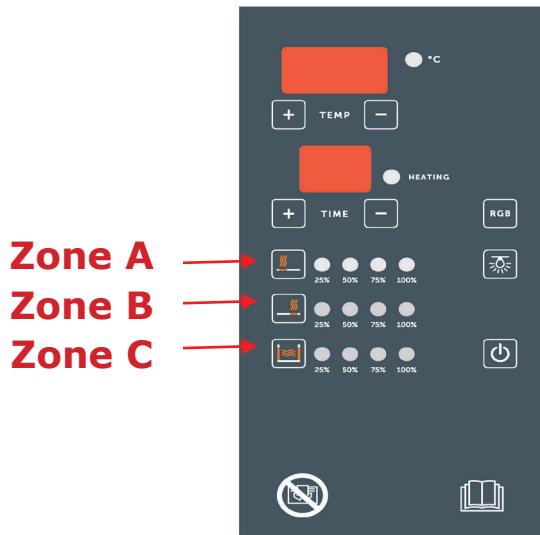 °C
+ TEMP −
HEATING
+ TIME −
RGB
Zone A
25% 50% 75% 100%
Zone B
25% 50% 75% 100%
Zone C
25% 50% 75% 100%